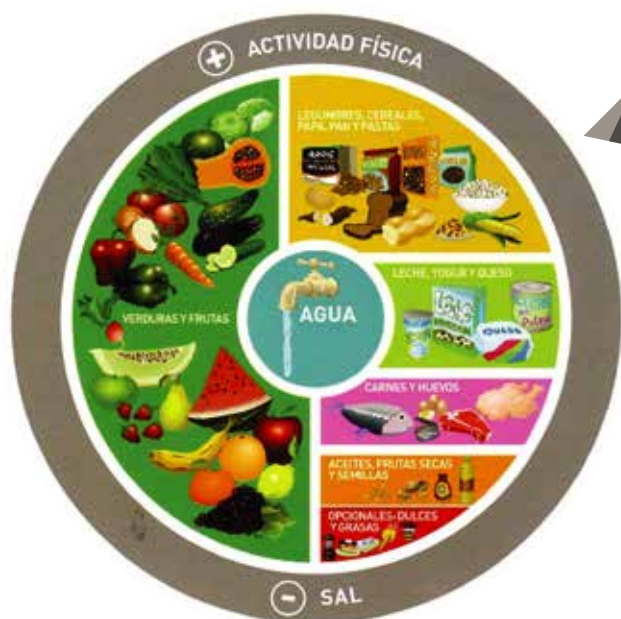 + ACTIVIDAD FÍSICA
LEGUMBRES, CEREALES,
PAPA, PAN Y PASTAS
LECHE, YOGUR Y QUESO
VERDURAS Y FRUTAS
AGUA
CARNES Y HUEVOS
ACEITES, FRUTAS SECAS
Y SEMILLAS
OPCIONALES-DULCES
Y GRASAS
- SAL